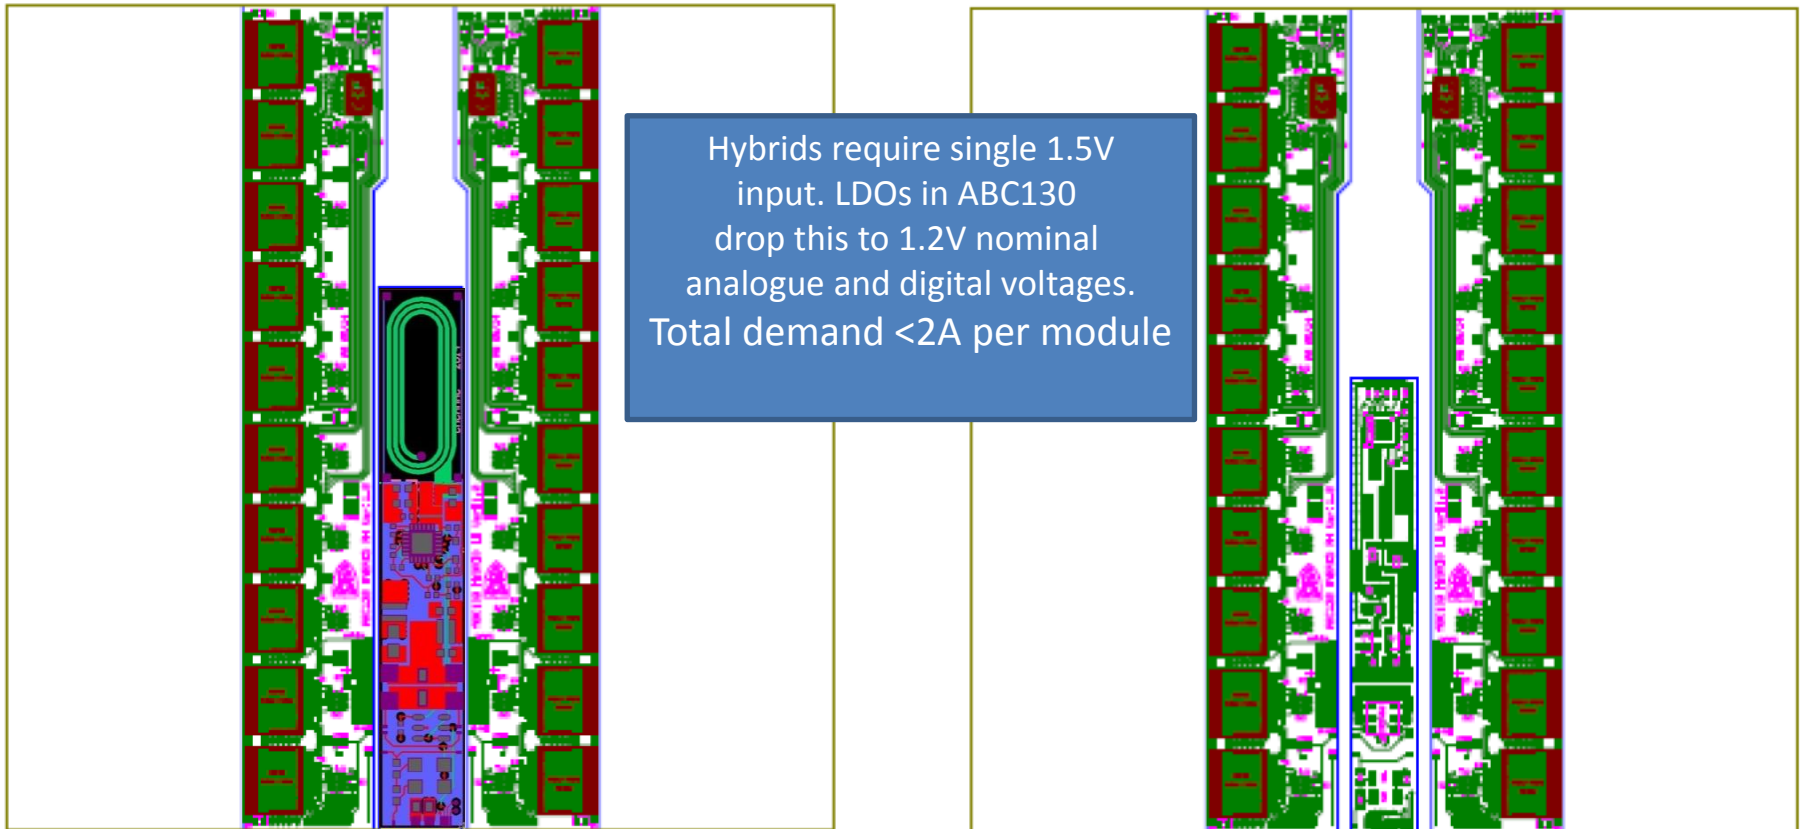 Hybrids require single 1.5V
input. LDOs in ABC130
drop this to 1.2V nominal
analogue and digital voltages.
Total demand <2A per module